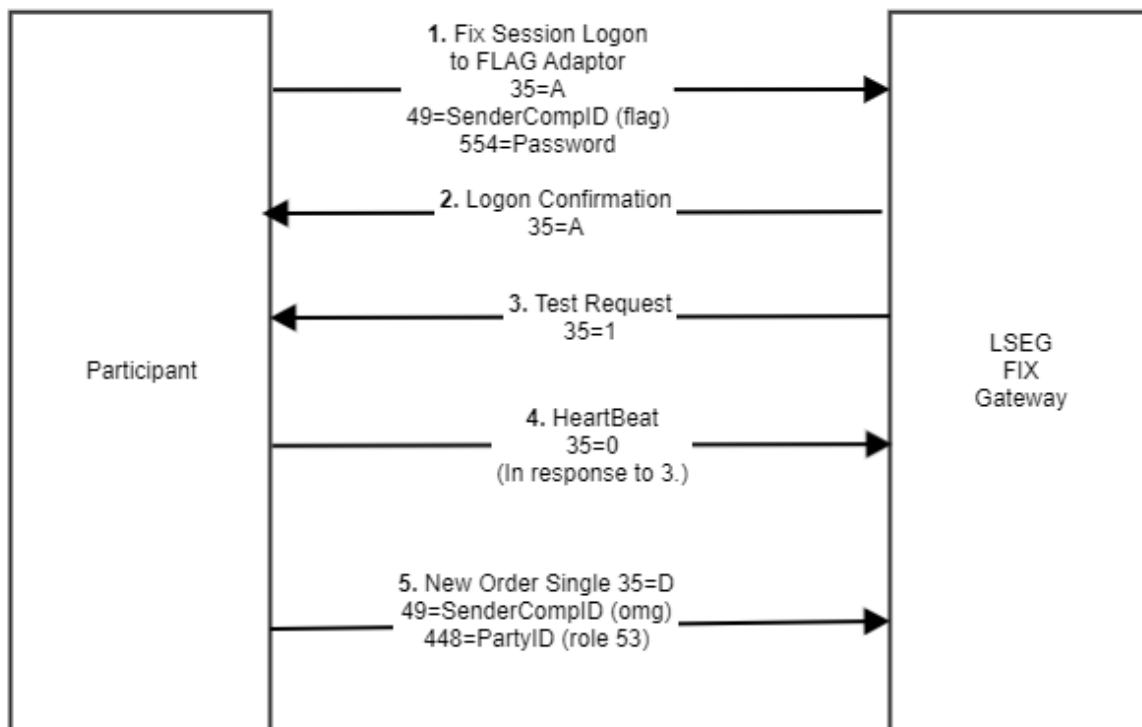 1. Fix Session Logon
to FLAG Adaptor
35=A
49=SenderCompID (flag)
554=Password
2. Logon Confirmation
35=A
3. Test Request
35=1
Participant
LSEG
FIX
Gateway
4. HeartBeat
35=0
(In response to 3.)
5. New Order Single 35=D
49=SenderCompID (omg)
448=PartyID (role 53)